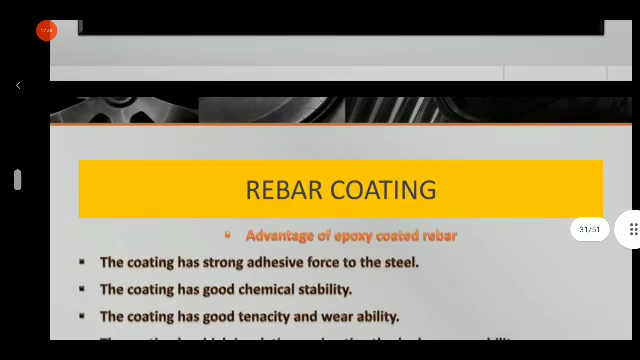 REBAR COATING
▪ Advantage of epoxy coated rebar
31/51
▪ The coating has strong adhesive force to the steel.
▪ The coating has good chemical stability.
▪ The coating has good tenacity and wear ability.